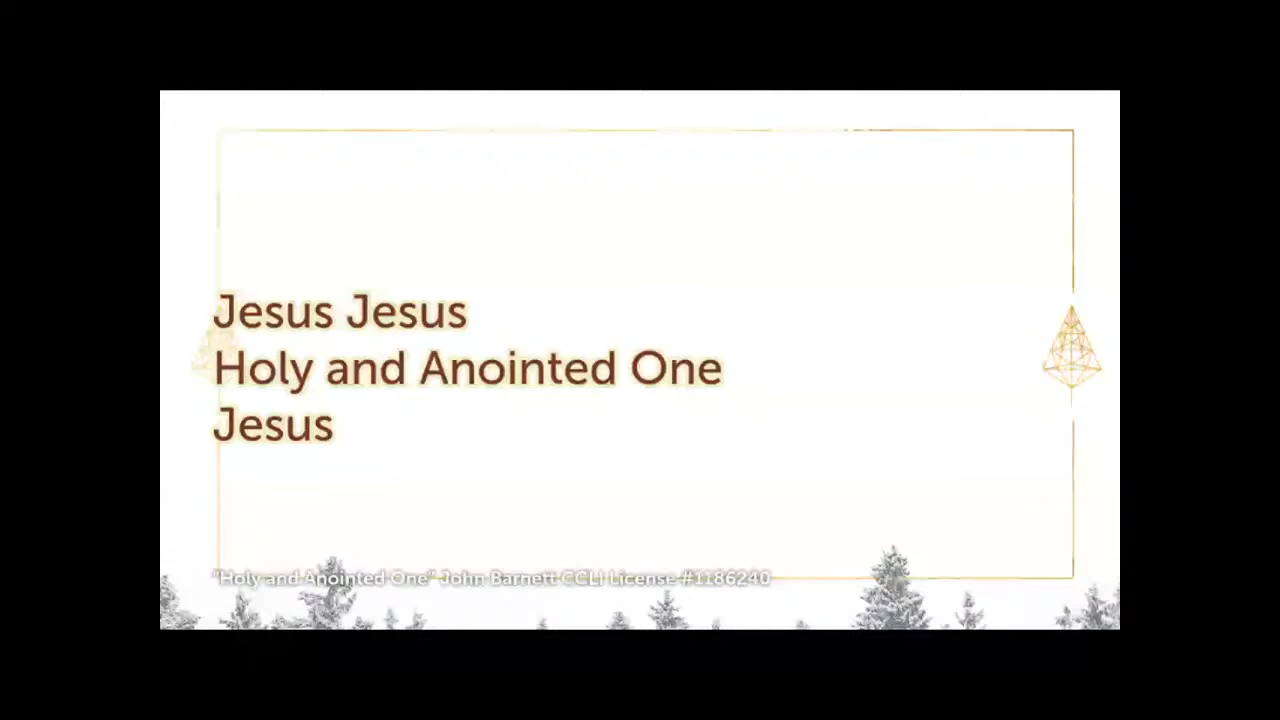 Jesus Jesus
Holy and Anointed One
Jesus
"Holy and Anointed One" John Barnett CCLI License #1186240